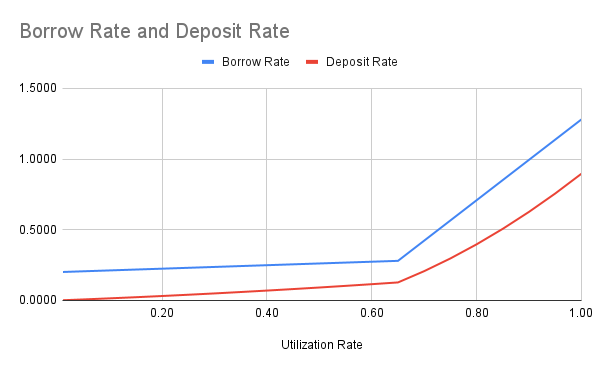 Borrow Rate and Deposit Rate
Borrow Rate Deposit Rate
1.5000
1.0000
0.5000
0.0000
0.20 0.40 0.60 0.80 1.00
Utilization Rate